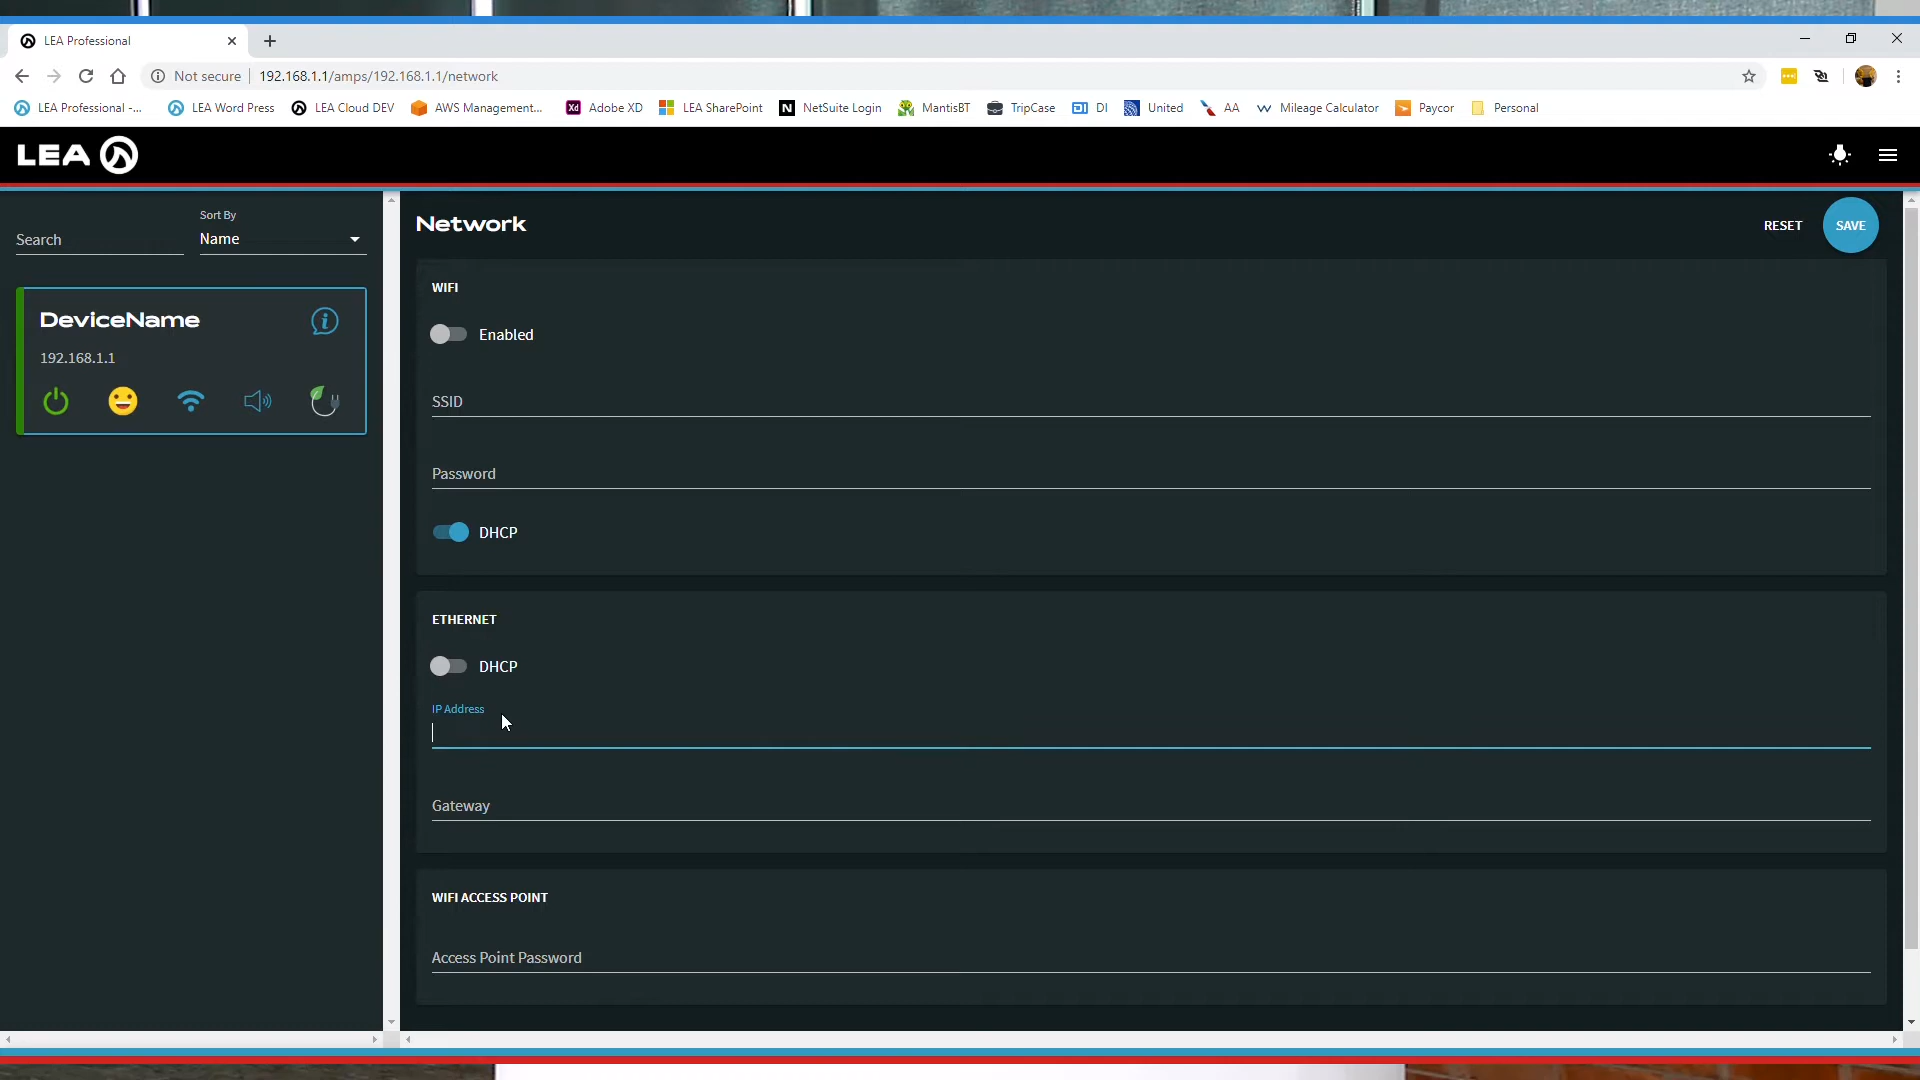 LEA Professional
Not secure 192.168.1.1/amps/192.168.1.1/network
LEA Professional -... LEA Word Press LEA Cloud DEV AWS Management... Xd Adobe XD LEA SharePoint N NetSuite Login MantisBT TripCase DI United AA Mileage Calculator Paycor Personal
LEA
Search
Sort By
Name
DeviceName
192.168.1.1
Network
RESET SAVE
WIFI
Enabled
SSID
Password
DHCP
ETHERNET
DHCP
IP Address
Gateway
WIFI ACCESS POINT
Access Point Password